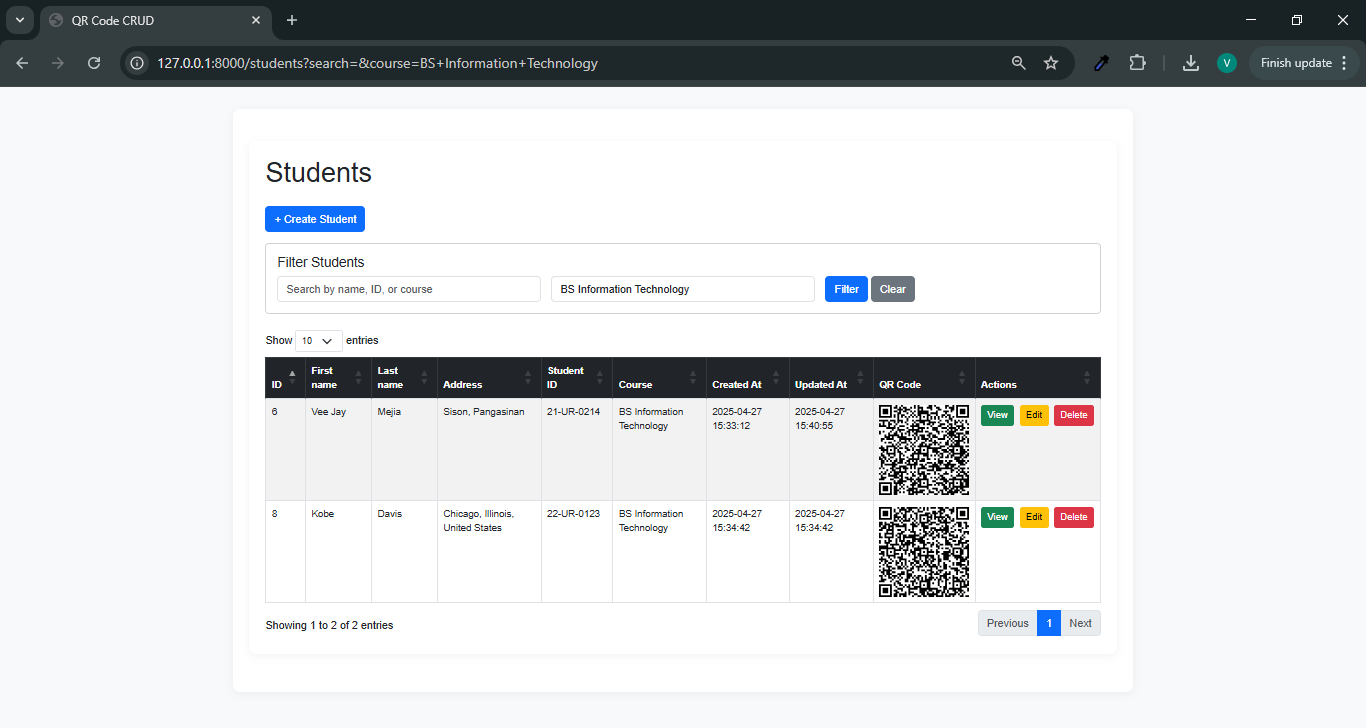 QR Code CRUD
127.0.0.1:8000/students?search=&course=BS+Information+Technology
V
Finish update
Students
+ Create Student
Filter Students
Search by name, ID, or course
BS Information Technology
Filter
Clear
Show 10 entries
ID
First name
Last name
Address
Student ID
Course
Created At
Updated At
QR Code
Actions
6
Vee Jay
Mejia
Sison, Pangasinan
21-UR-0214
BS Information
Technology
2025-04-27
15:33:12
2025-04-27
15:40:55
View
Edit
Delete
8
Kobe
Davis
Chicago, Illinois,
United States
22-UR-0123
BS Information
Technology
2025-04-27
15:34:42
2025-04-27
15:34:42
View
Edit
Delete
Showing 1 to 2 of 2 entries
Previous
1
Next